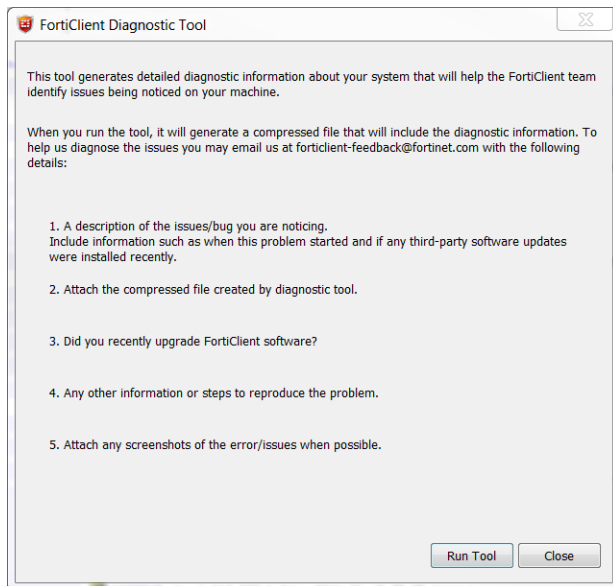 FortiClient Diagnostic Tool
This tool generates detailed diagnostic information about your system that will help the FortiClient team
identify issues being noticed on your machine.
When you run the tool, it will generate a compressed file that will include the diagnostic information. To
help us diagnose the issues you may email us at forticlient-feedback@fortinet.com with the following
details:
1. A description of the issues/bug you are noticing.
Include information such as when this problem started and if any third-party software updates
were installed recently.
2. Attach the compressed file created by diagnostic tool.
3. Did you recently upgrade FortiClient software?
4. Any other information or steps to reproduce the problem.
5. Attach any screenshots of the error/issues when possible.
Run Tool Close